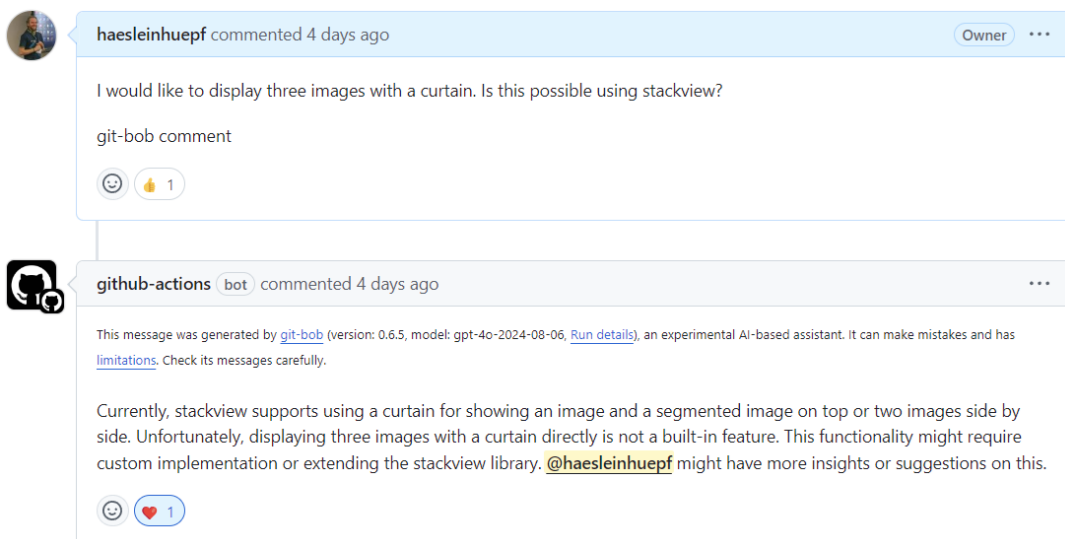 haesleinhuepf commented 4 days ago Owner ...
I would like to display three images with a curtain. Is this possible using stackview?
git-bob comment
1
github-actions bot commented 4 days ago ...
This message was generated by git-bob (version: 0.6.5, model: gpt-4o-2024-08-06, Run details), an experimental AI-based assistant. It can make mistakes and has
limitations. Check its messages carefully.
Currently, stackview supports using a curtain for showing an image and a segmented image on top or two images side by
side. Unfortunately, displaying three images with a curtain directly is not a built-in feature. This functionality might require
custom implementation or extending the stackview library. @haesleinhuepf might have more insights or suggestions on this.
1